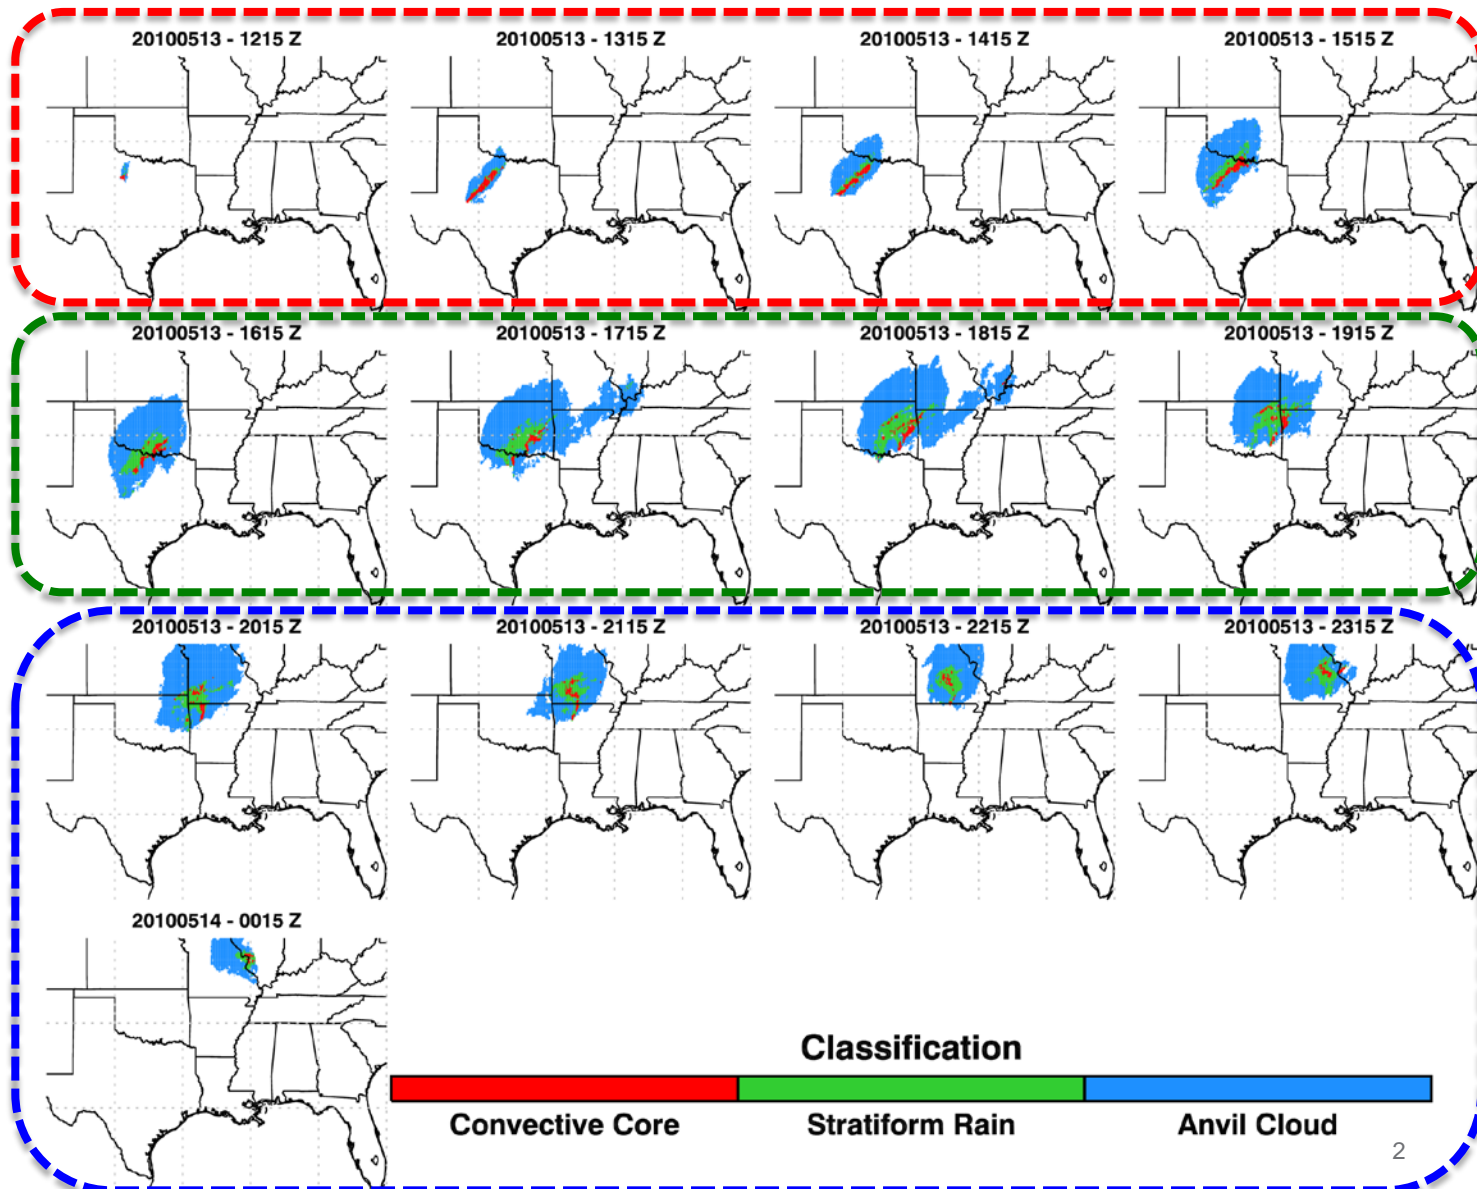 20100513 - 1215 Z
20100513 - 1315 Z
20100513 - 1415 Z
20100513 - 1515 Z
20100513 - 1615 Z
20100513 - 1715 Z
20100513 - 1815 Z
20100513 - 1915 Z
20100513 - 2015 Z
20100513 - 2115 Z
20100513 - 2215 Z
20100513 - 2315 Z
20100514 - 0015 Z
Classification
Convective Core
Stratiform Rain
Anvil Cloud
2